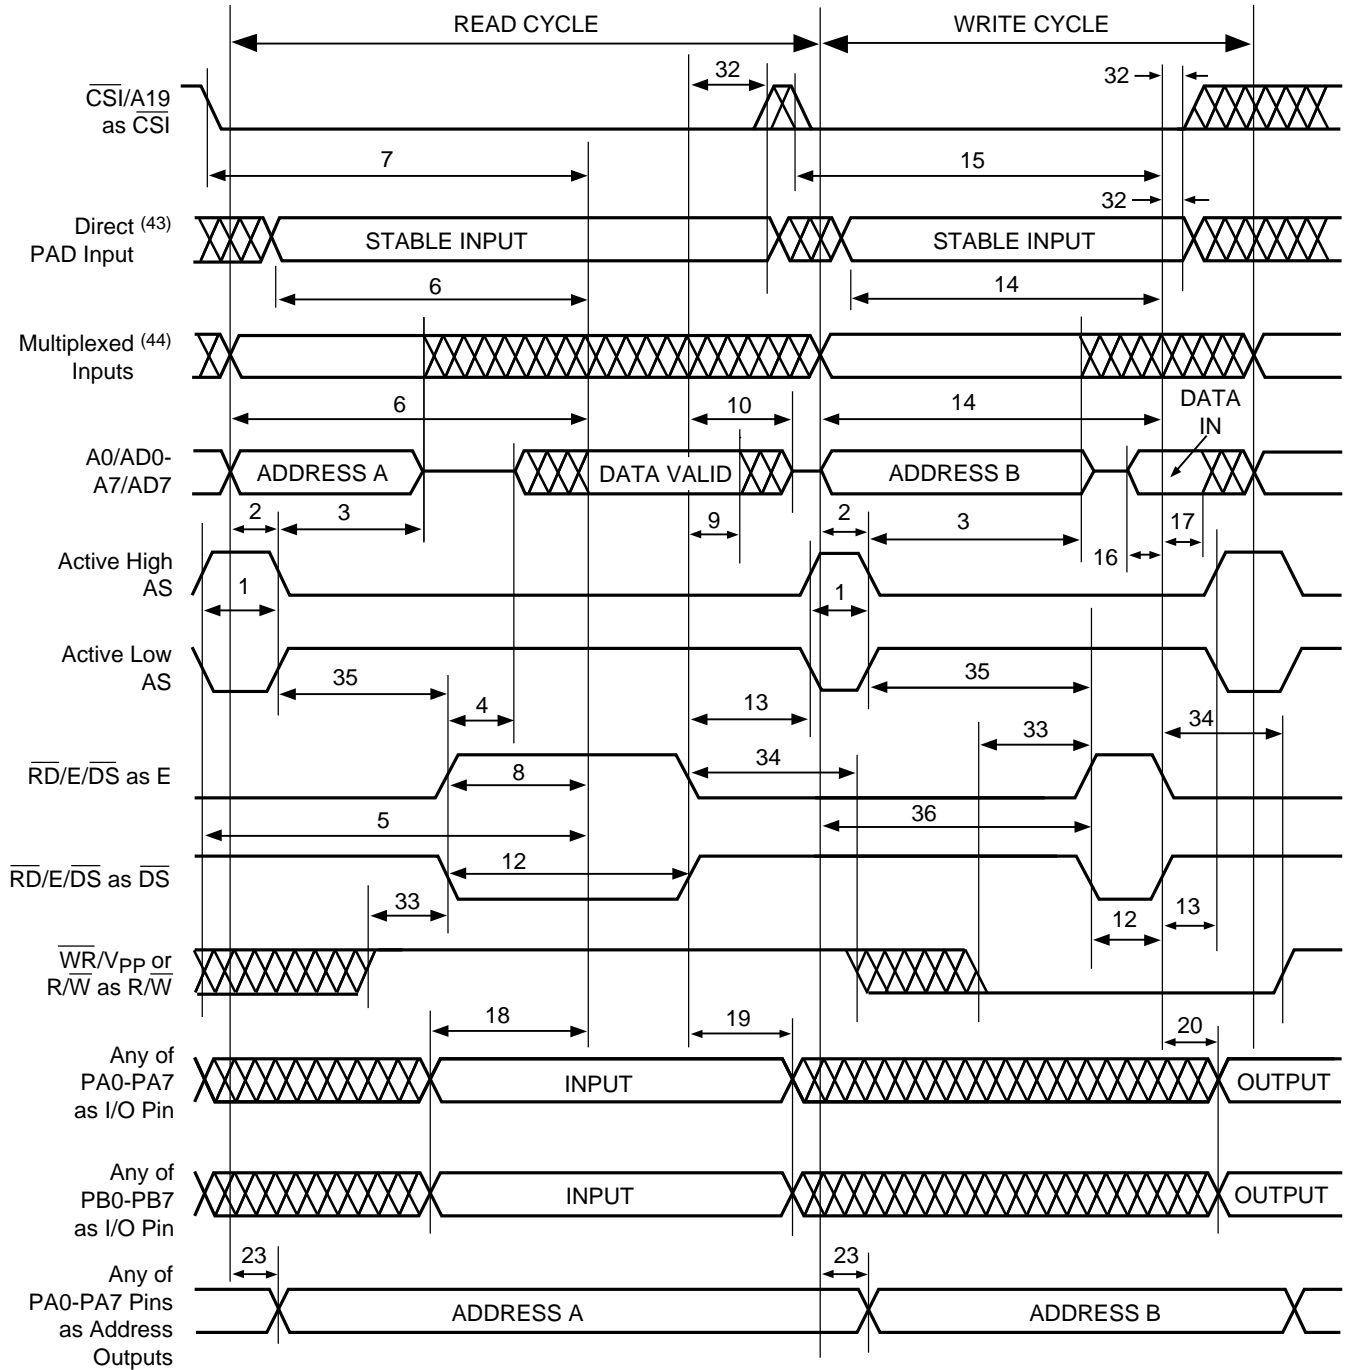 READ CYCLE
WRITE CYCLE
32
32
CSI/A19
as CSI
7
15
32
Direct (43)
PAD Input
STABLE INPUT
STABLE INPUT
6
14
Multiplexed (44)
Inputs
6
10
14
DATA
IN
A0/AD0-
A7/AD7
ADDRESS A
DATA VALID
ADDRESS B
2
3
9
2
3
16
17
Active High
AS
1
1
Active Low
AS
35
4
13
35
34
33
34
RD/E/DS as E
8
5
36
12
RD/E/DS as DS
33
12
13
WR/VPP or
R/W as R/W
18
19
20
Any of
PA0-PA7
as I/O Pin
INPUT
OUTPUT
Any of
PB0-PB7
as I/O Pin
INPUT
OUTPUT
23
23
Any of
PA0-PA7 Pins
as Address
Outputs
ADDRESS A
ADDRESS B